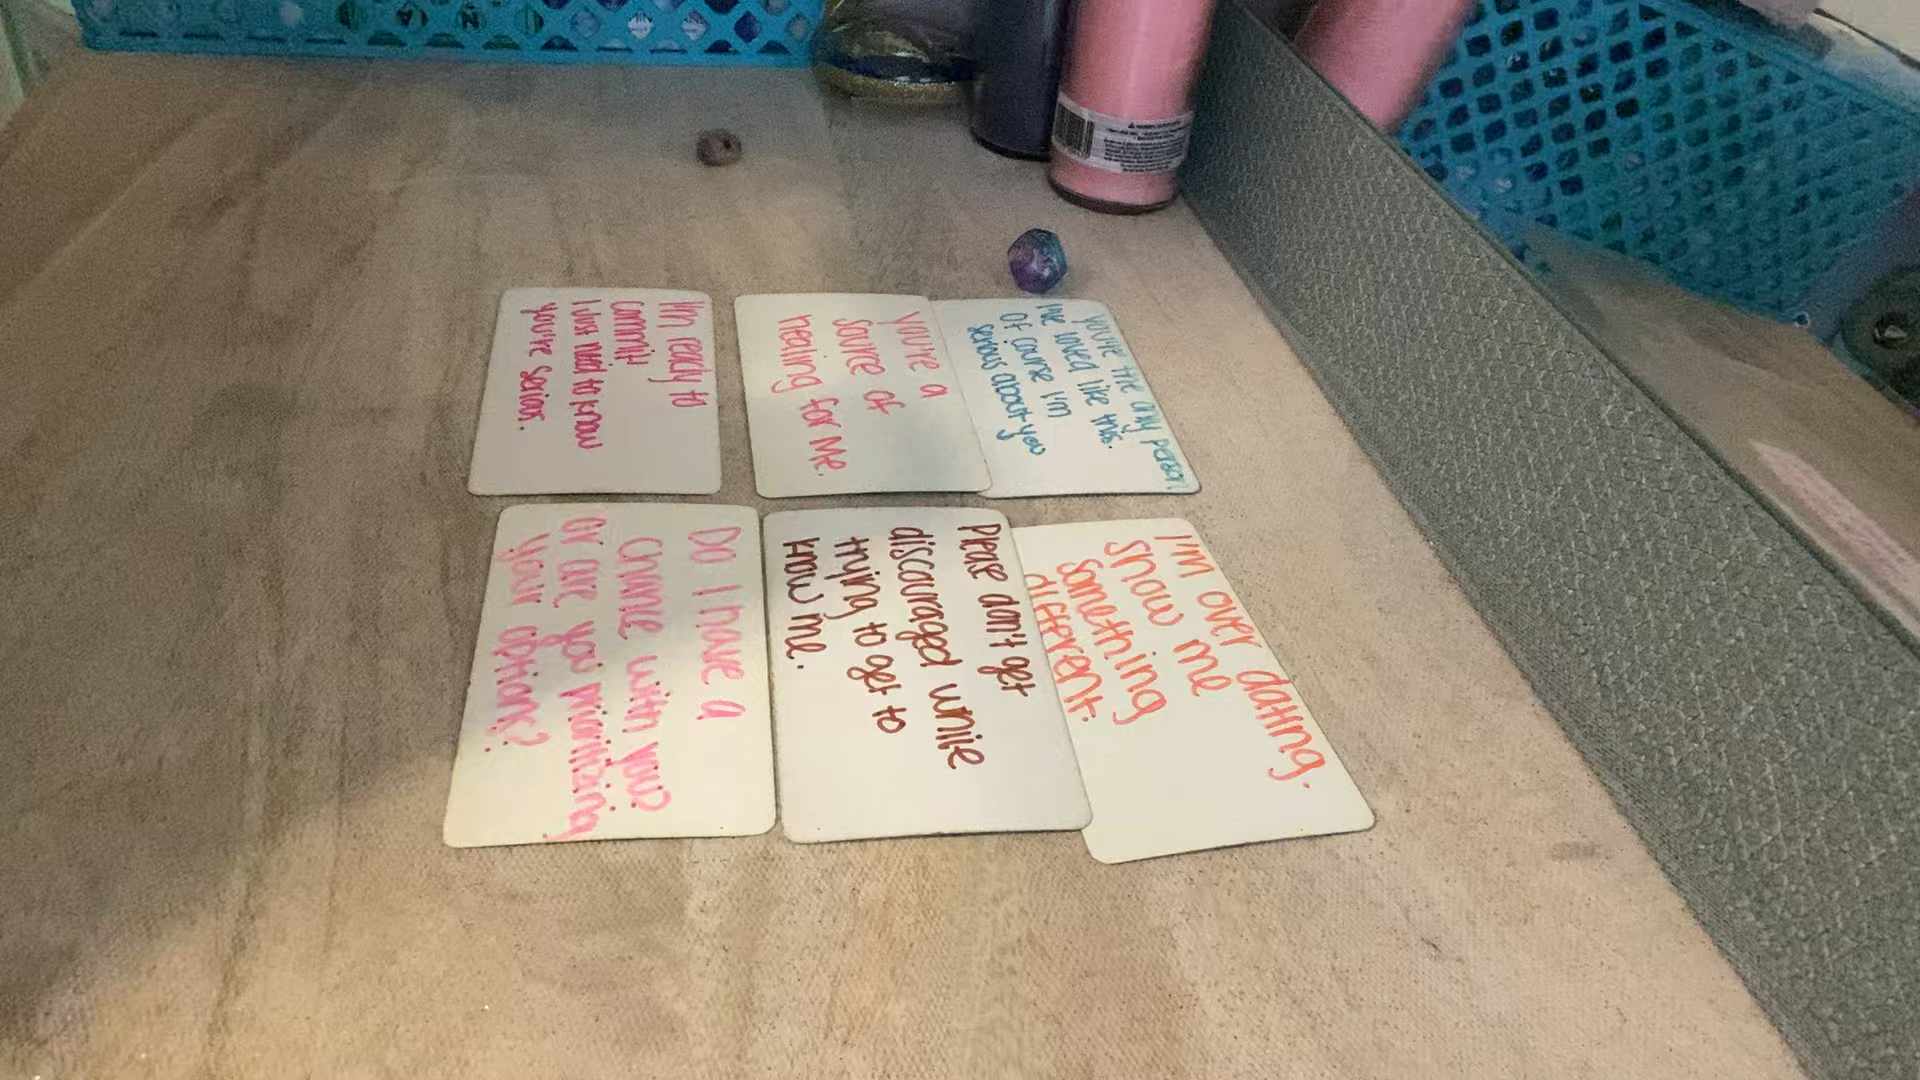 I'm ready to
commit
I just need to know
you're serious.
You're a
source of
healing for me.
You're the only person
I've loved like this.
Of course I'm
serious about you
Do I have a
chance with you?
Or are you prioritizing
your options?
Please don't get
discouraged while
trying to get to
know me.
I'm over dating.
Show me
something
different.